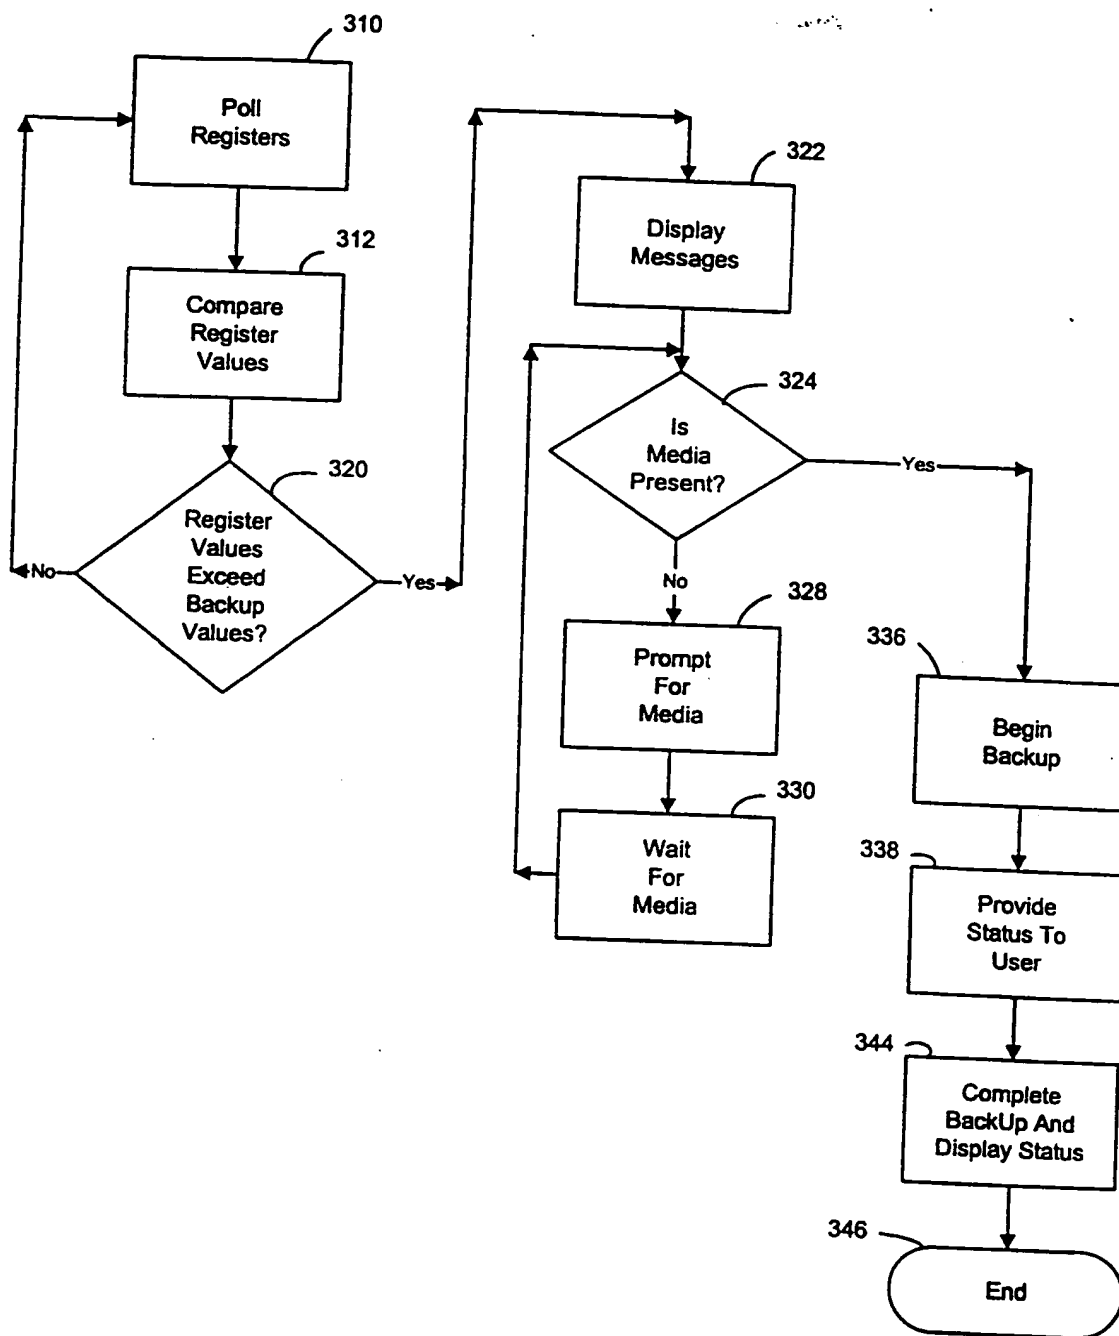 310
Poll
Registers
312
Compare
Register
Values
320
Register
Values
Exceed
Backup
Values?
No
Yes
322
Display
Messages
324
Is
Media
Present?
Yes
No
328
Prompt
For
Media
330
Wait
For
Media
336
Begin
Backup
338
Provide
Status To
User
344
Complete
BackUp And
Display Status
346
End